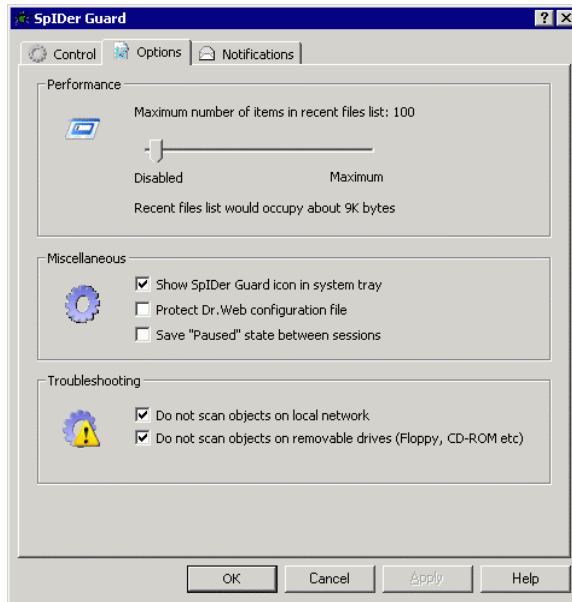 SpIDer Guard
Control Options Notifications
Performance
Maximum number of items in recent files list: 100
Disabled Maximum
Recent files list would occupy about 9K bytes
Miscellaneous
Show SpIDer Guard icon in system tray
Protect Dr.Web configuration file
Save "Paused" state between sessions
Troubleshooting
Do not scan objects on local network
Do not scan objects on removable drives (Floppy, CD-ROM etc)
OK Cancel Apply Help